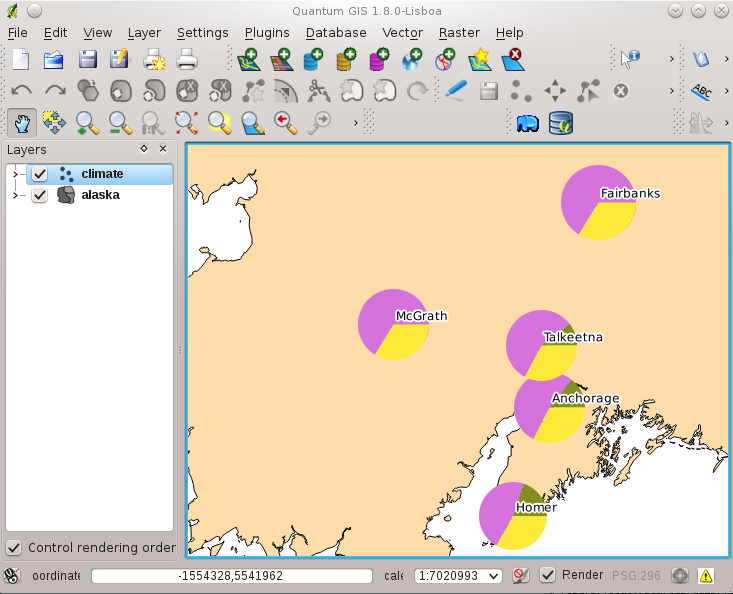 Quantum GIS 1.8.0-Lisboa
File Edit View Layer Settings Plugins Database Vector Raster Help
ABC
Layers
climate
alaska
Fairbanks
McGrath
Talkeetna
Anchorage
Homer
Control rendering order
oordinate -1554328,5541962 cale 1:7020993 Render PSG:296